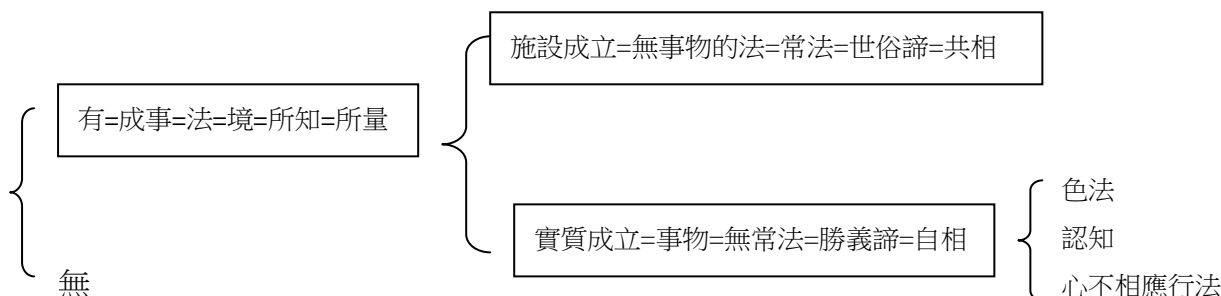 施設成立=無事物的法=常法=世俗諦=共相
有=成事=法=境=所知=所量
色法
實質成立=事物=無常法=勝義諦=自相
認知
無
心不相應行法